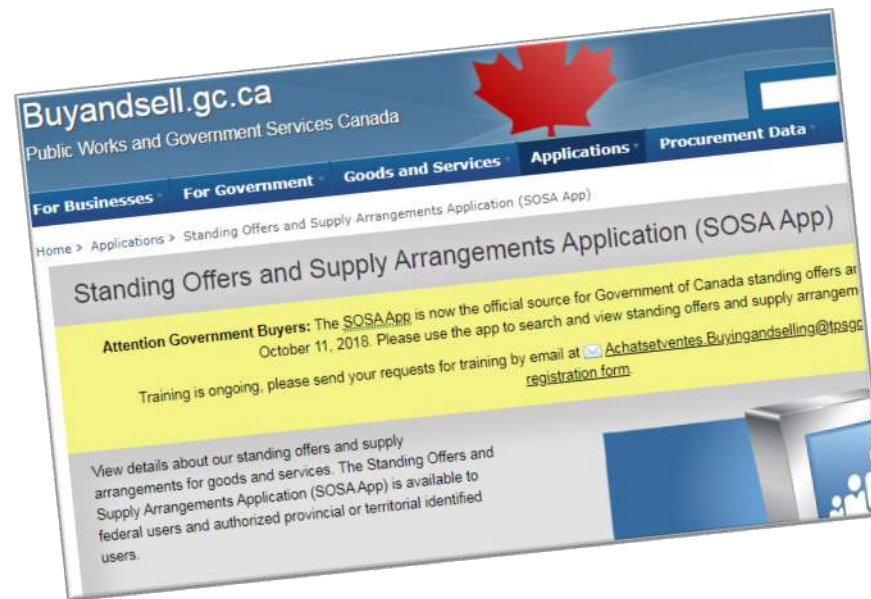 Buyandsell.gc.ca
Public Works and Government Services Canada
For Businesses For Government Goods and Services Applications Procurement Data
Home > Applications > Standing Offers and Supply Arrangements Application (SOSA App)
Standing Offers and Supply Arrangements Application (SOSA App)
Attention Government Buyers: The SOSA App is now the official source for Government of Canada standing offers ar
October 11, 2018. Please use the app to search and view standing offers and supply arrangem
Training is ongoing, please send your requests for training by email at Achatsetventes.Buyingandselling@tpsgc
registration form.
View details about our standing offers and supply
arrangements for goods and services. The Standing Offers and
Supply Arrangements Application (SOSA App) is available to
federal users and authorized provincial or territorial identified
users.